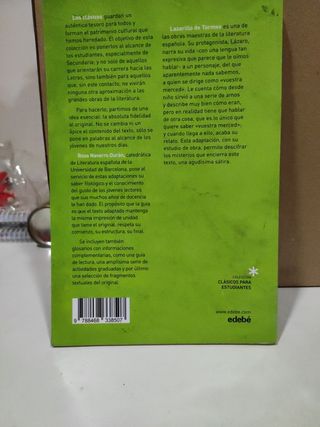 Los clásicos guardan un
auténtico tesoro para todos y
forman el patrimonio cultural que
hemos heredado. El objetivo de esta
colección es ponerlos al alcance de
los estudiantes, especialmente de
Secundaria; y no solo de aquellos
que orientarán su carrera hacia las
Letras, sino también para aquellos
que, sin este contacto, no vivirán
ninguna otra aproximación a las
grandes obras de la literatura.
Para hacerlo, partimos de una
idea esencial: la absoluta fidelidad
al original. No se cambia ni un
ápice el contenido del texto, sólo se
pone en palabras al alcance de los
jóvenes de nuestros días.
Rosa Navarro Durán, catedrática
de Literatura española de la
Universidad de Barcelona, pone al
servicio de estas adaptaciones su
saber filológico y el conocimiento
del gusto de los jóvenes lectores
que sus muchos años de docencia
le han dado. El propósito que la guía
es que el texto adaptado mantenga
la misma impresión de unidad
que tiene el original, respeta su
comienzo, su estructura, su final.
Se incluyen también
glosarios con informaciones
complementarias, como una guía
de lectura, una amplísima serie de
actividades graduadas y por último
una selección de fragmentos
textuales del original.
9 788468 338507
Lazarillo de Tormes es una de
las obras maestras de la literatura
española. Su protagonista, Lázaro,
narra su vida «con una lengua tan
expresiva que parece que le oímos
hablar» a un personaje, del que
aparentemente nada sabemos,
a quien se dirige como «vuestra
merced». Le cuenta cómo desde
niño sirvió a una serie de amos
y describe muy bien cómo eran,
pero en realidad tiene que hablar
de otra cosa, que es lo único que
quiere saber «vuestra merced»,
y cuando llega a ello, acaba su
relato. Esta adaptación, con su
estudio de obra, permite descifrar
los misterios que encierra este
texto, una agudísima sátira.
COLECCIÓN
CLÁSICOS PARA
ESTUDIANTES
www.edebe.com
edebé